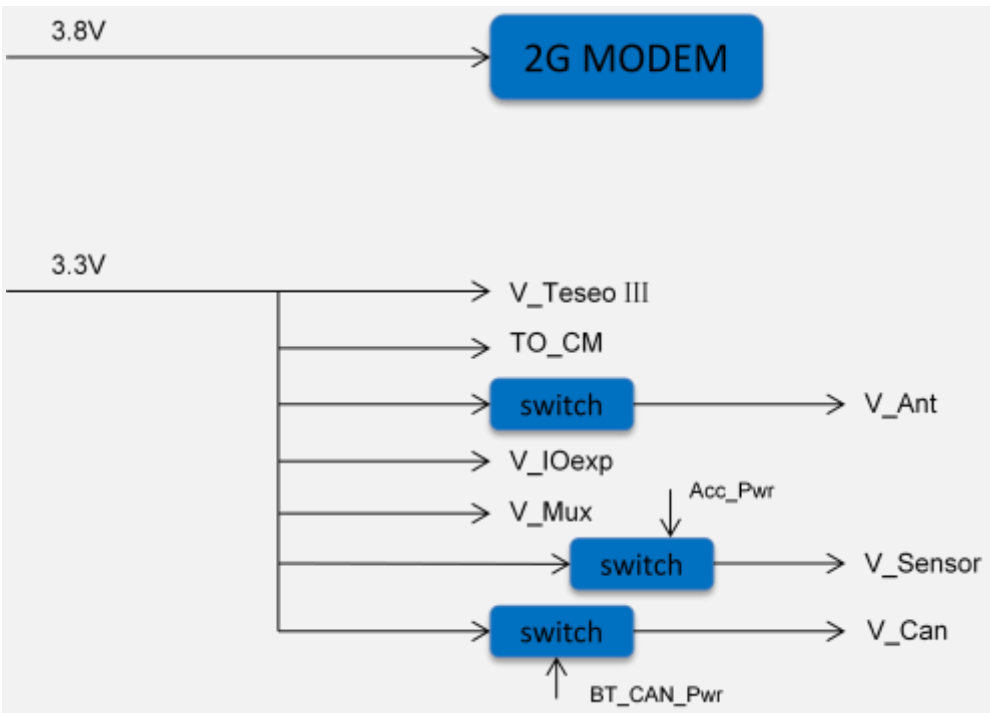 3.8V
2G MODEM
3.3V
V_Teseo III
TO_CM
switch
V_Ant
V_IOexp
V_Mux
Acc_Pwr
switch
V_Sensor
switch
V_Can
BT_CAN_Pwr